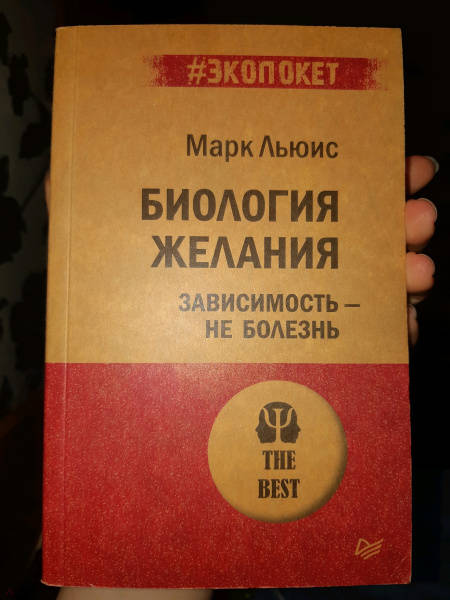 #ЭКОПОКЕТ
Марк Льюис
БИОЛОГИЯ
ЖЕЛАНИЯ
ЗАВИСИМОСТЬ –
НЕ БОЛЕЗНЬ
Ψ
THE
BEST